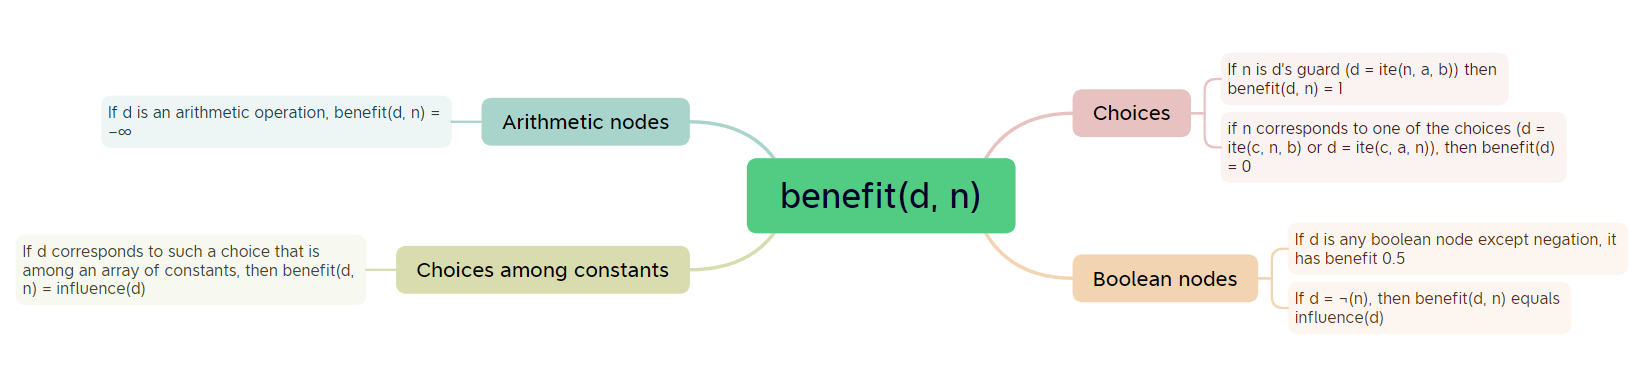 benefit(d, n)
Arithmetic nodes
If d is an arithmetic operation, benefit(d, n) =
−∞
Choices among constants
If d corresponds to such a choice that is
among an array of constants, then benefit(d,
n) = influence(d)
Choices
If n is d's guard (d = ite(n, a, b)) then
benefit(d, n) = 1
if n corresponds to one of the choices (d =
ite(c, n, b) or d = ite(c, a, n)), then benefit(d)
= 0
Boolean nodes
If d is any boolean node except negation, it
has benefit 0.5
If d = ¬(n), then benefit(d, n) equals
influence(d)